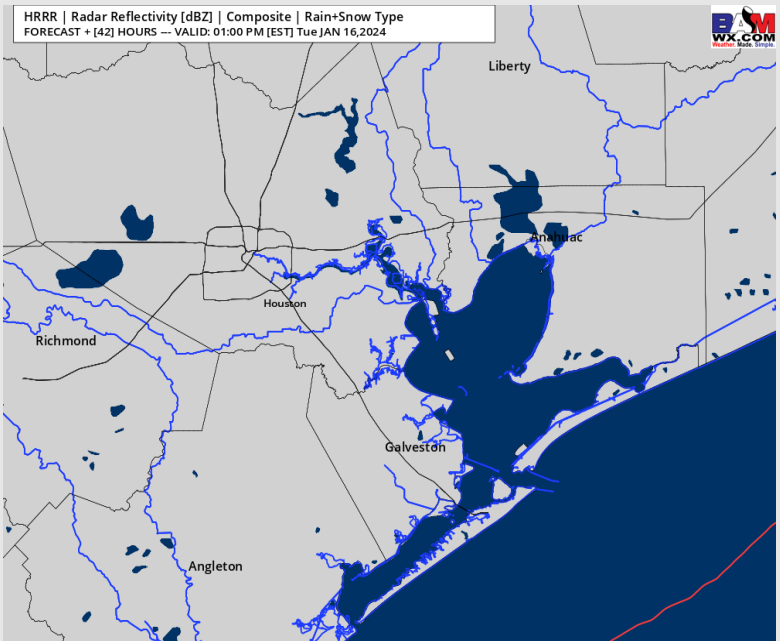 HRRR | Radar Reflectivity [dBZ] | Composite | Rain+Snow Type
FORECAST + [42] HOURS --- VALID: 01:00 PM [EST] Tue JAN 16,2024
BAM
WX.COM
Weather. Made. Simple.
Liberty
Anahuac
Houston
Richmond
Galveston
Angleton